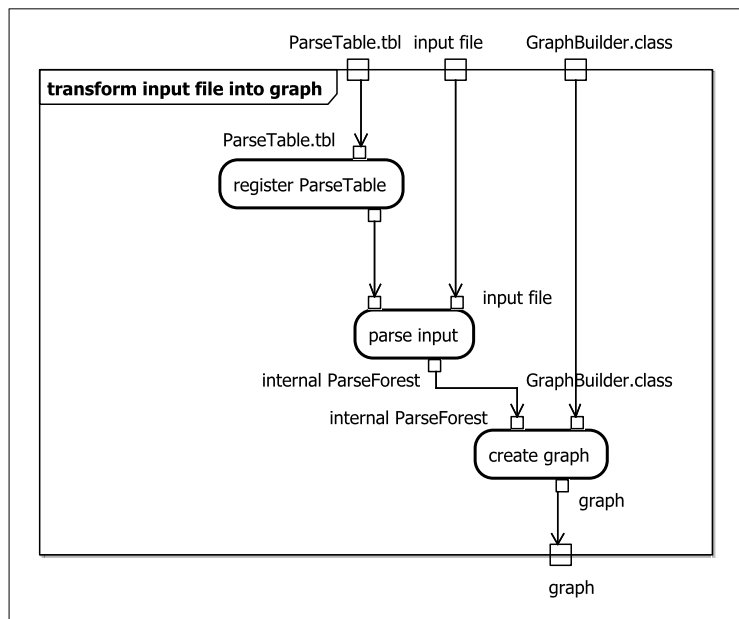 ParseTable.tbl
input file
GraphBuilder.class
transform input file into graph
ParseTable.tbl
register ParseTable
input file
parse input
internal ParseForest
GraphBuilder.class
internal ParseForest
create graph
graph
graph